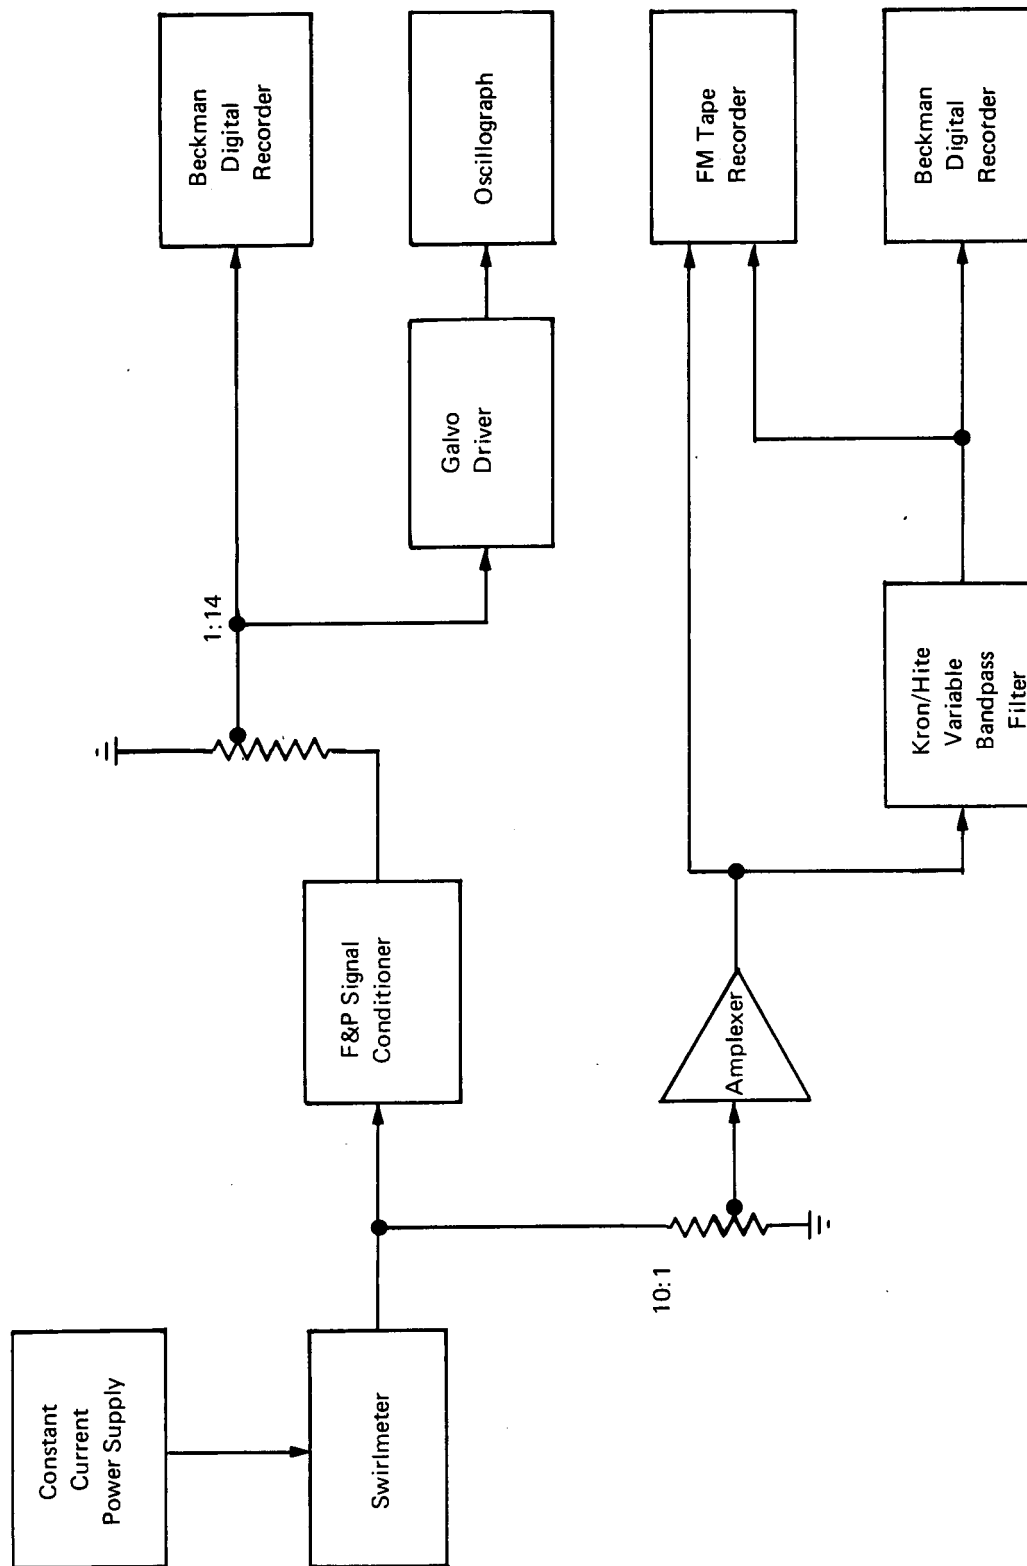 Constant
Current
Power Supply
Swirlmeter
F&P Signal
Conditioner
1:14
Beckman
Digital
Recorder
Galvo
Driver
Oscillograph
10:1
Amplexer
FM Tape
Recorder
Kron/Hite
Variable
Bandpass
Filter
Beckman
Digital
Recorder